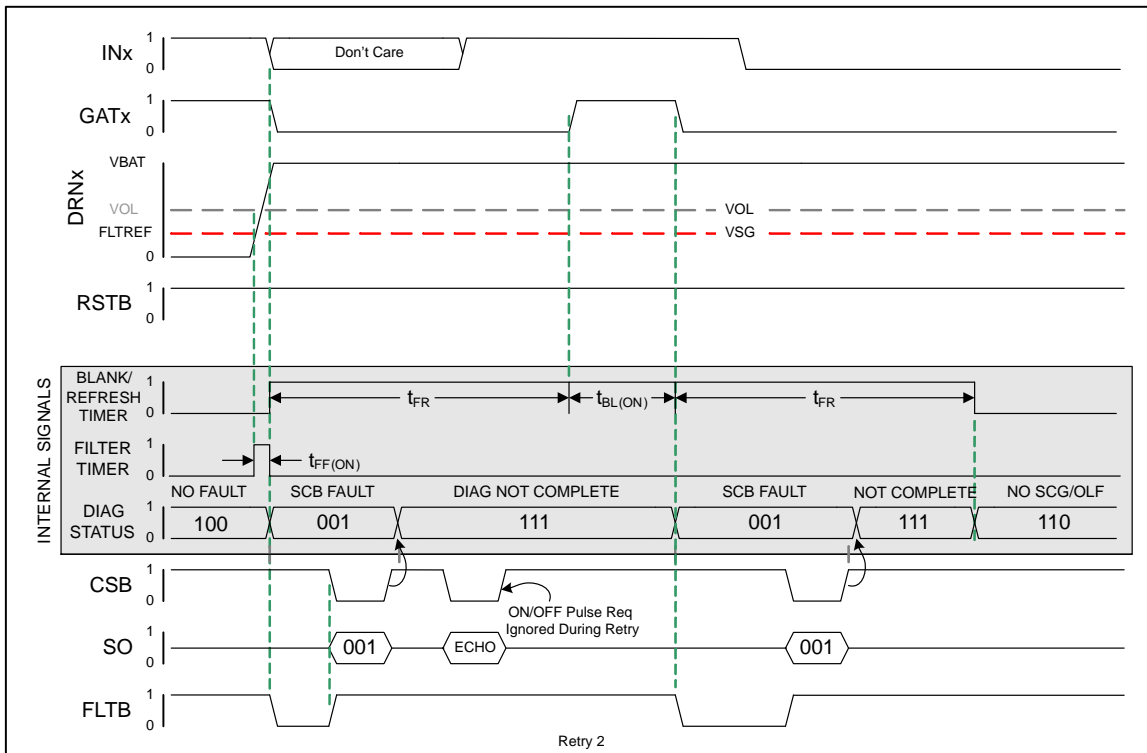 INx
1
0
Don't Care
GATx
1
0
DRNx
VBAT
VOL
FLTREF
VOL
VSG
RSTB
1
0
INTERNAL SIGNALS
BLANK/
REFRESH
TIMER
1
0
tFR
tBL(ON)
tFR
FILTER
TIMER
1
0
tFF(ON)
NO FAULT
SCB FAULT
DIAG NOT COMPLETE
SCB FAULT
NOT COMPLETE
NO SCG/OLF
DIAG
STATUS
1
0
100
001
111
001
111
110
CSB
1
0
ON/OFF Pulse Req
Ignored During Retry
SO
1
0
001
ECHO
001
FLTB
1
0
Retry 2